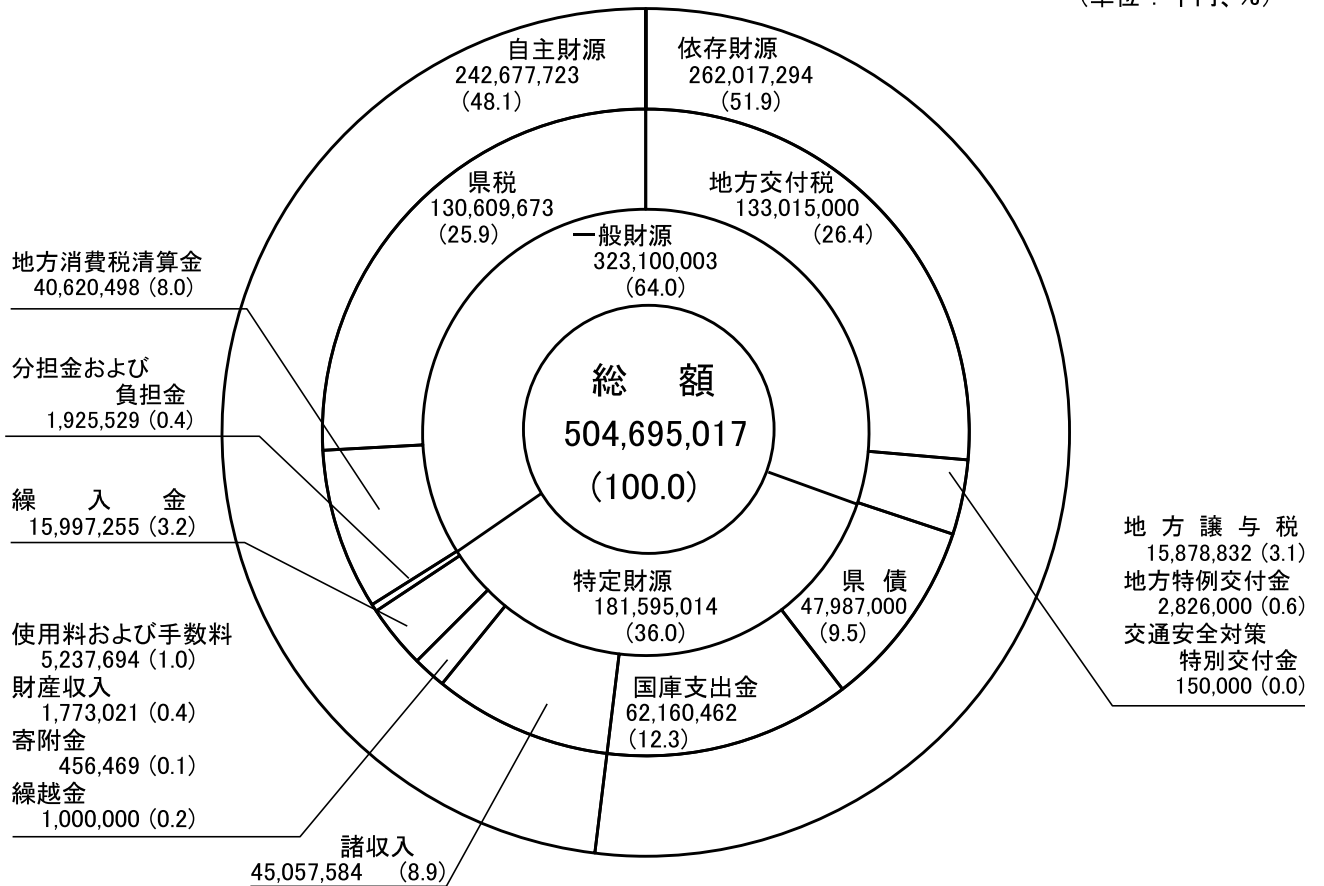 (単位：千円、%)
自主財源
242,677,723
(48.1)
依存財源
262,017,294
(51.9)
県税
130,609,673
(25.9)
地方交付税
133,015,000
(26.4)
一般財源
323,100,003
(64.0)
総　額
504,695,017
(100.0)
特定財源
181,595,014
(36.0)
県 債
47,987,000
(9.5)
国庫支出金
62,160,462
(12.3)
地方消費税清算金
40,620,498 (8.0)
分担金および
負担金
1,925,529 (0.4)
繰　入　金
15,997,255 (3.2)
使用料および手数料
5,237,694 (1.0)
財産収入
1,773,021 (0.4)
寄附金
456,469 (0.1)
繰越金
1,000,000 (0.2)
諸収入
45,057,584 (8.9)
地 方 譲 与 税
15,878,832 (3.1)
地方特例交付金
2,826,000 (0.6)
交通安全対策
特別交付金
150,000 (0.0)